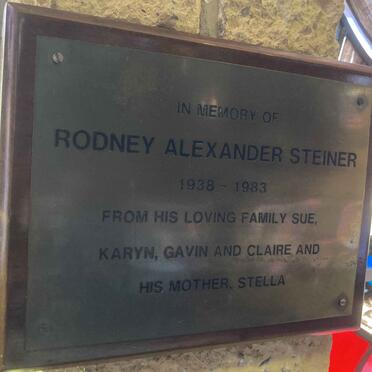 IN MEMORY OF
RODNEY ALEXANDER STEINER
1938 - 1983
FROM HIS LOVING FAMILY SUE,
KARYN, GAVIN AND CLAIRE AND
HIS MOTHER, STELLA